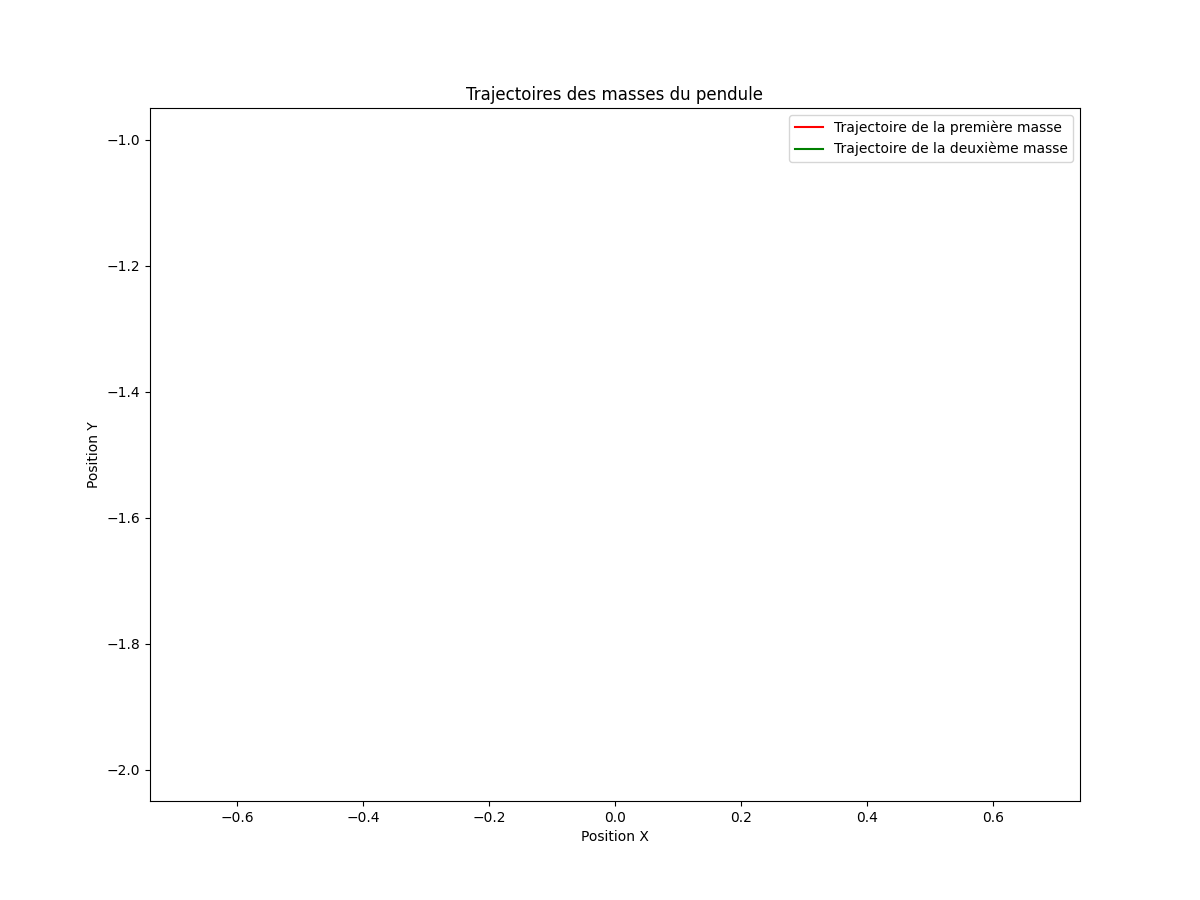 Trajectoires des masses du pendule
Trajectoire de la première masse
Trajectoire de la deuxième masse
−1.0
−1.2
−1.4
−1.6
−1.8
−2.0
Position Y
−0.6 −0.4 −0.2 0.0 0.2 0.4 0.6
Position X